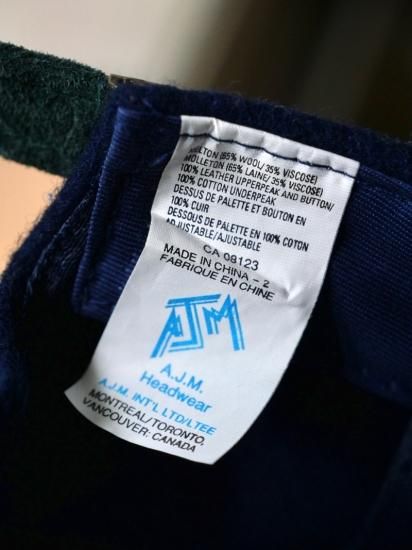 MELTON (65% WOOL/35% VISCOSE)
MOLLETON (65% LAINE/35% VISCOSE)
100% LEATHER UPPERPEAK AND BUTTON/
100% COTTON UNDERPEAK
DESSUS DE PALETTE ET BOUTON EN
100% CUIR
DESSOUS DE PALETTE EN 100% COTON
ADJUSTABLE/AJUSTABLE
CA 08123
MADE IN CHINA - 2
FABRIQUE EN CHINE
AJM
A.J.M.
Headwear
A.J.M. INT'L LTD/LTEE
MONTREAL/TORONTO,
VANCOUVER: CANADA